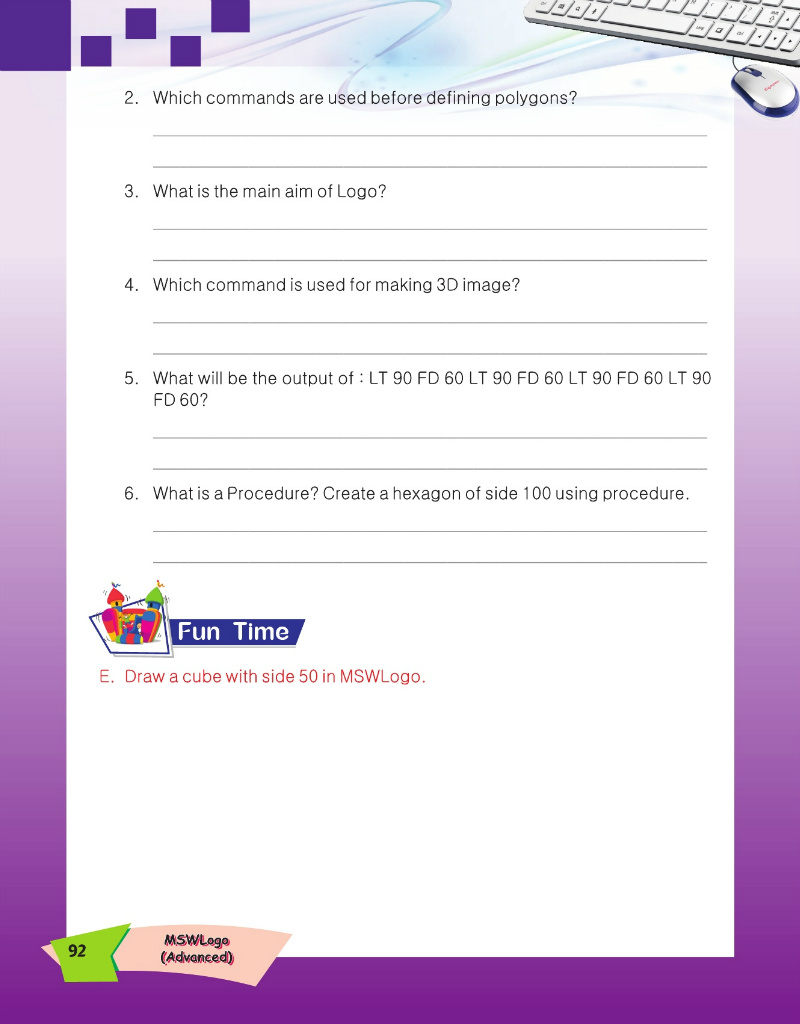 2. Which commands are used before defining polygons?
3. What is the main aim of Logo?
4. Which command is used for making 3D image?
5. What will be the output of : LT 90 FD 60 LT 90 FD 60 LT 90 FD 60 LT 90
FD 60?
6. What is a Procedure? Create a hexagon of side 100 using procedure.
Fun Time
E. Draw a cube with side 50 in MSWLogo.
92
MSWLogo
(Advanced)